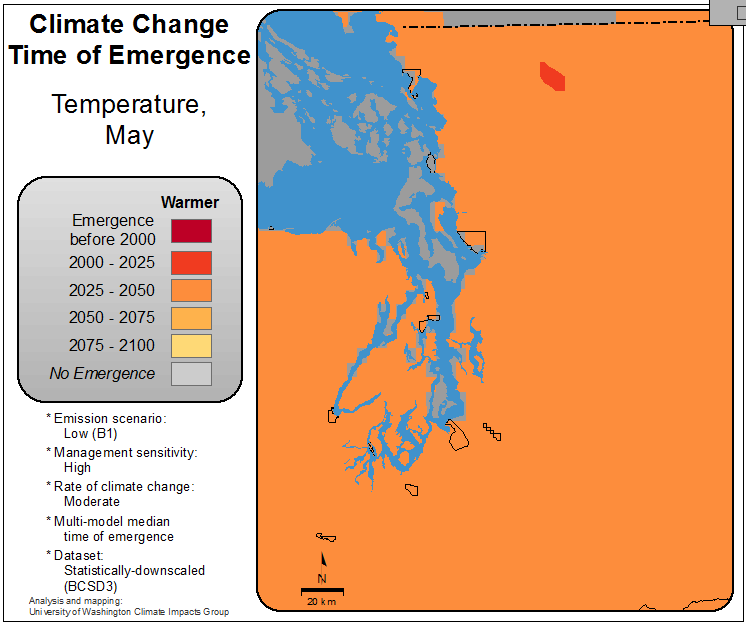 Climate Change
Time of Emergence
Temperature,
May
Warmer
Emergence
before 2000
2000 - 2025
2025 - 2050
2050 - 2075
2075 - 2100
No Emergence
* Emission scenario:
Low (B1)
* Management sensitivity:
High
* Rate of climate change:
Moderate
* Multi-model median
time of emergence
* Dataset:
Statistically-downscaled
(BCSD3)
Analysis and mapping:
University of Washington Climate Impacts Group
N
20 km